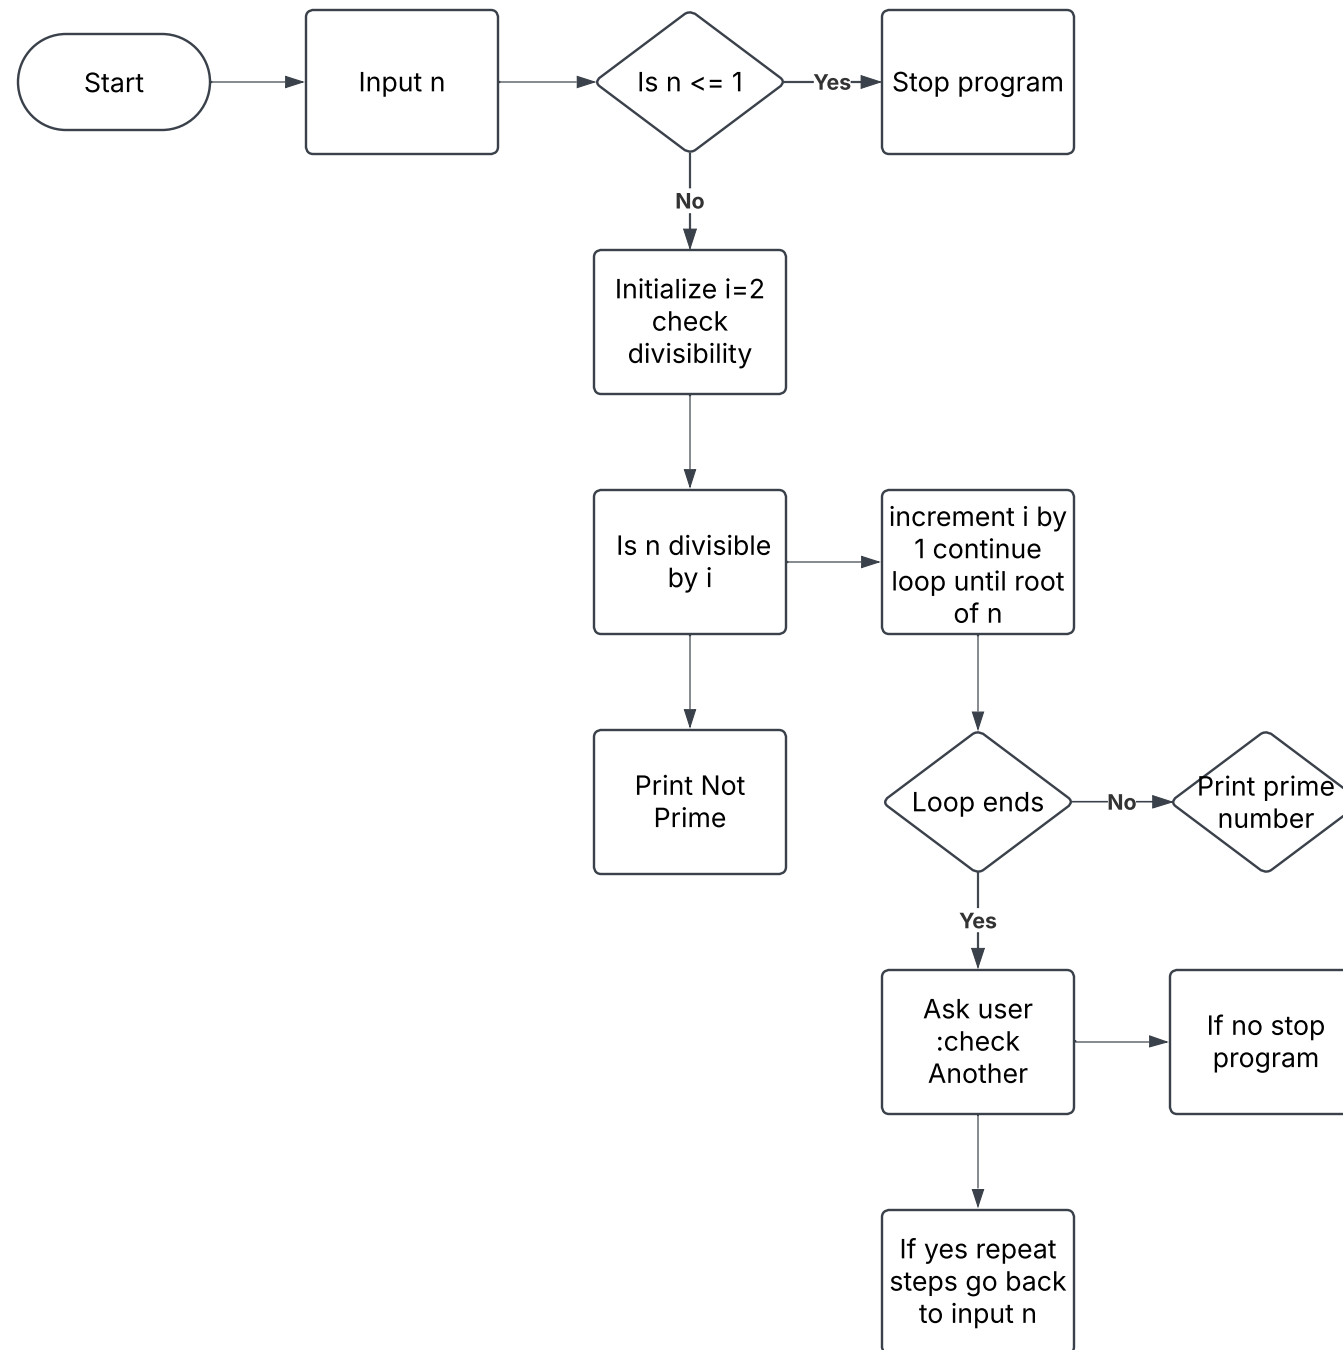 Start
Input n
Is n <= 1
Yes
Stop program
No
Initialize i=2
check
divisibility
Is n divisible
by i
increment i by
1 continue
loop until root
of n
Print Not
Prime
Loop ends
No
Print prime
number
Yes
Ask user
:check
Another
If no stop
program
If yes repeat
steps go back
to input n